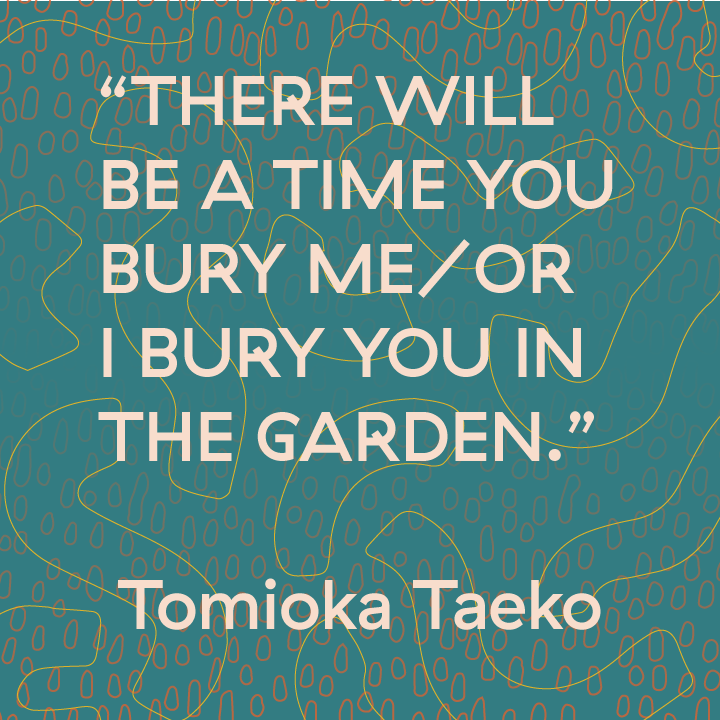 “THERE WILL
BE A TIME YOU
BURY ME/OR
I BURY YOU IN
THE GARDEN.”
Tomioka Taeko